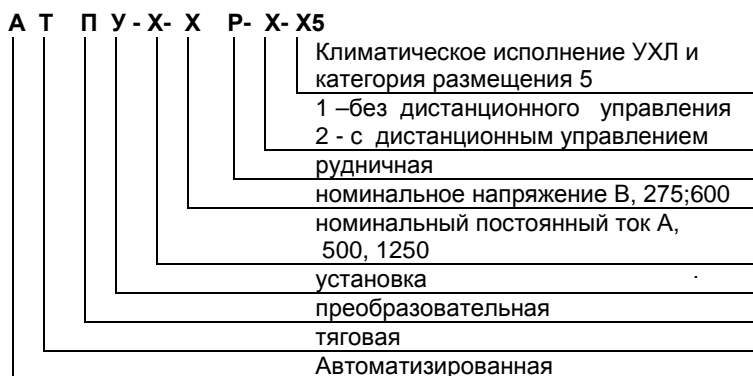 А Т П У - Х- Х Р- Х- Х5
Климатическое исполнение УХЛ и
категория размещения 5
1 –без дистанционного управления
2 - с дистанционным управлением
рудничная
номинальное напряжение В, 275;600
номинальный постоянный ток А,
500, 1250
установка
преобразовательная
тяговая
Автоматизированная